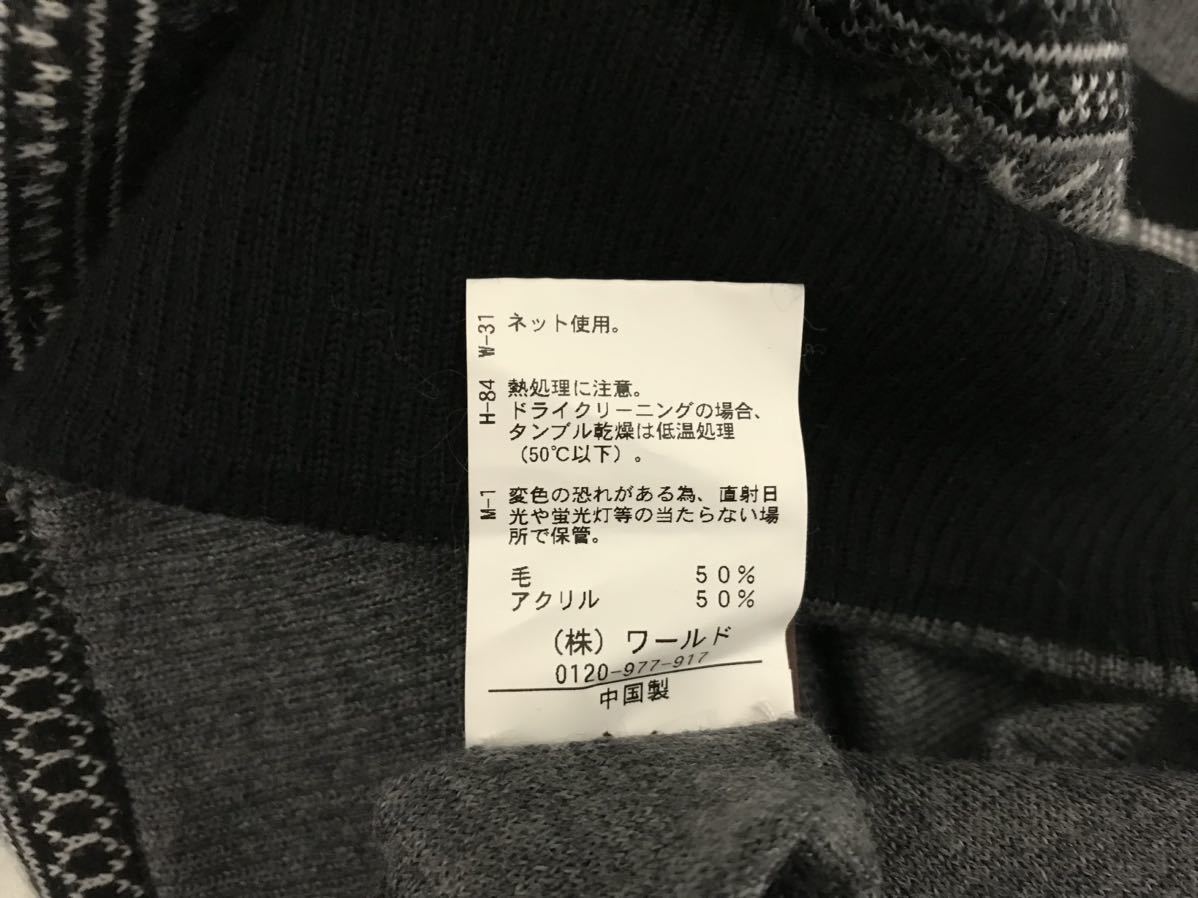 W-31 ネット使用。
H-84 熱処理に注意。
ドライクリーニングの場合、
タンブル乾燥は低温処理
（50℃以下）。
M-1 変色の恐れがある為、直射日
光や蛍光灯等の当たらない場
所で保管。
毛 50%
アクリル 50%
（株）ワールド
0120-977-917
中国製